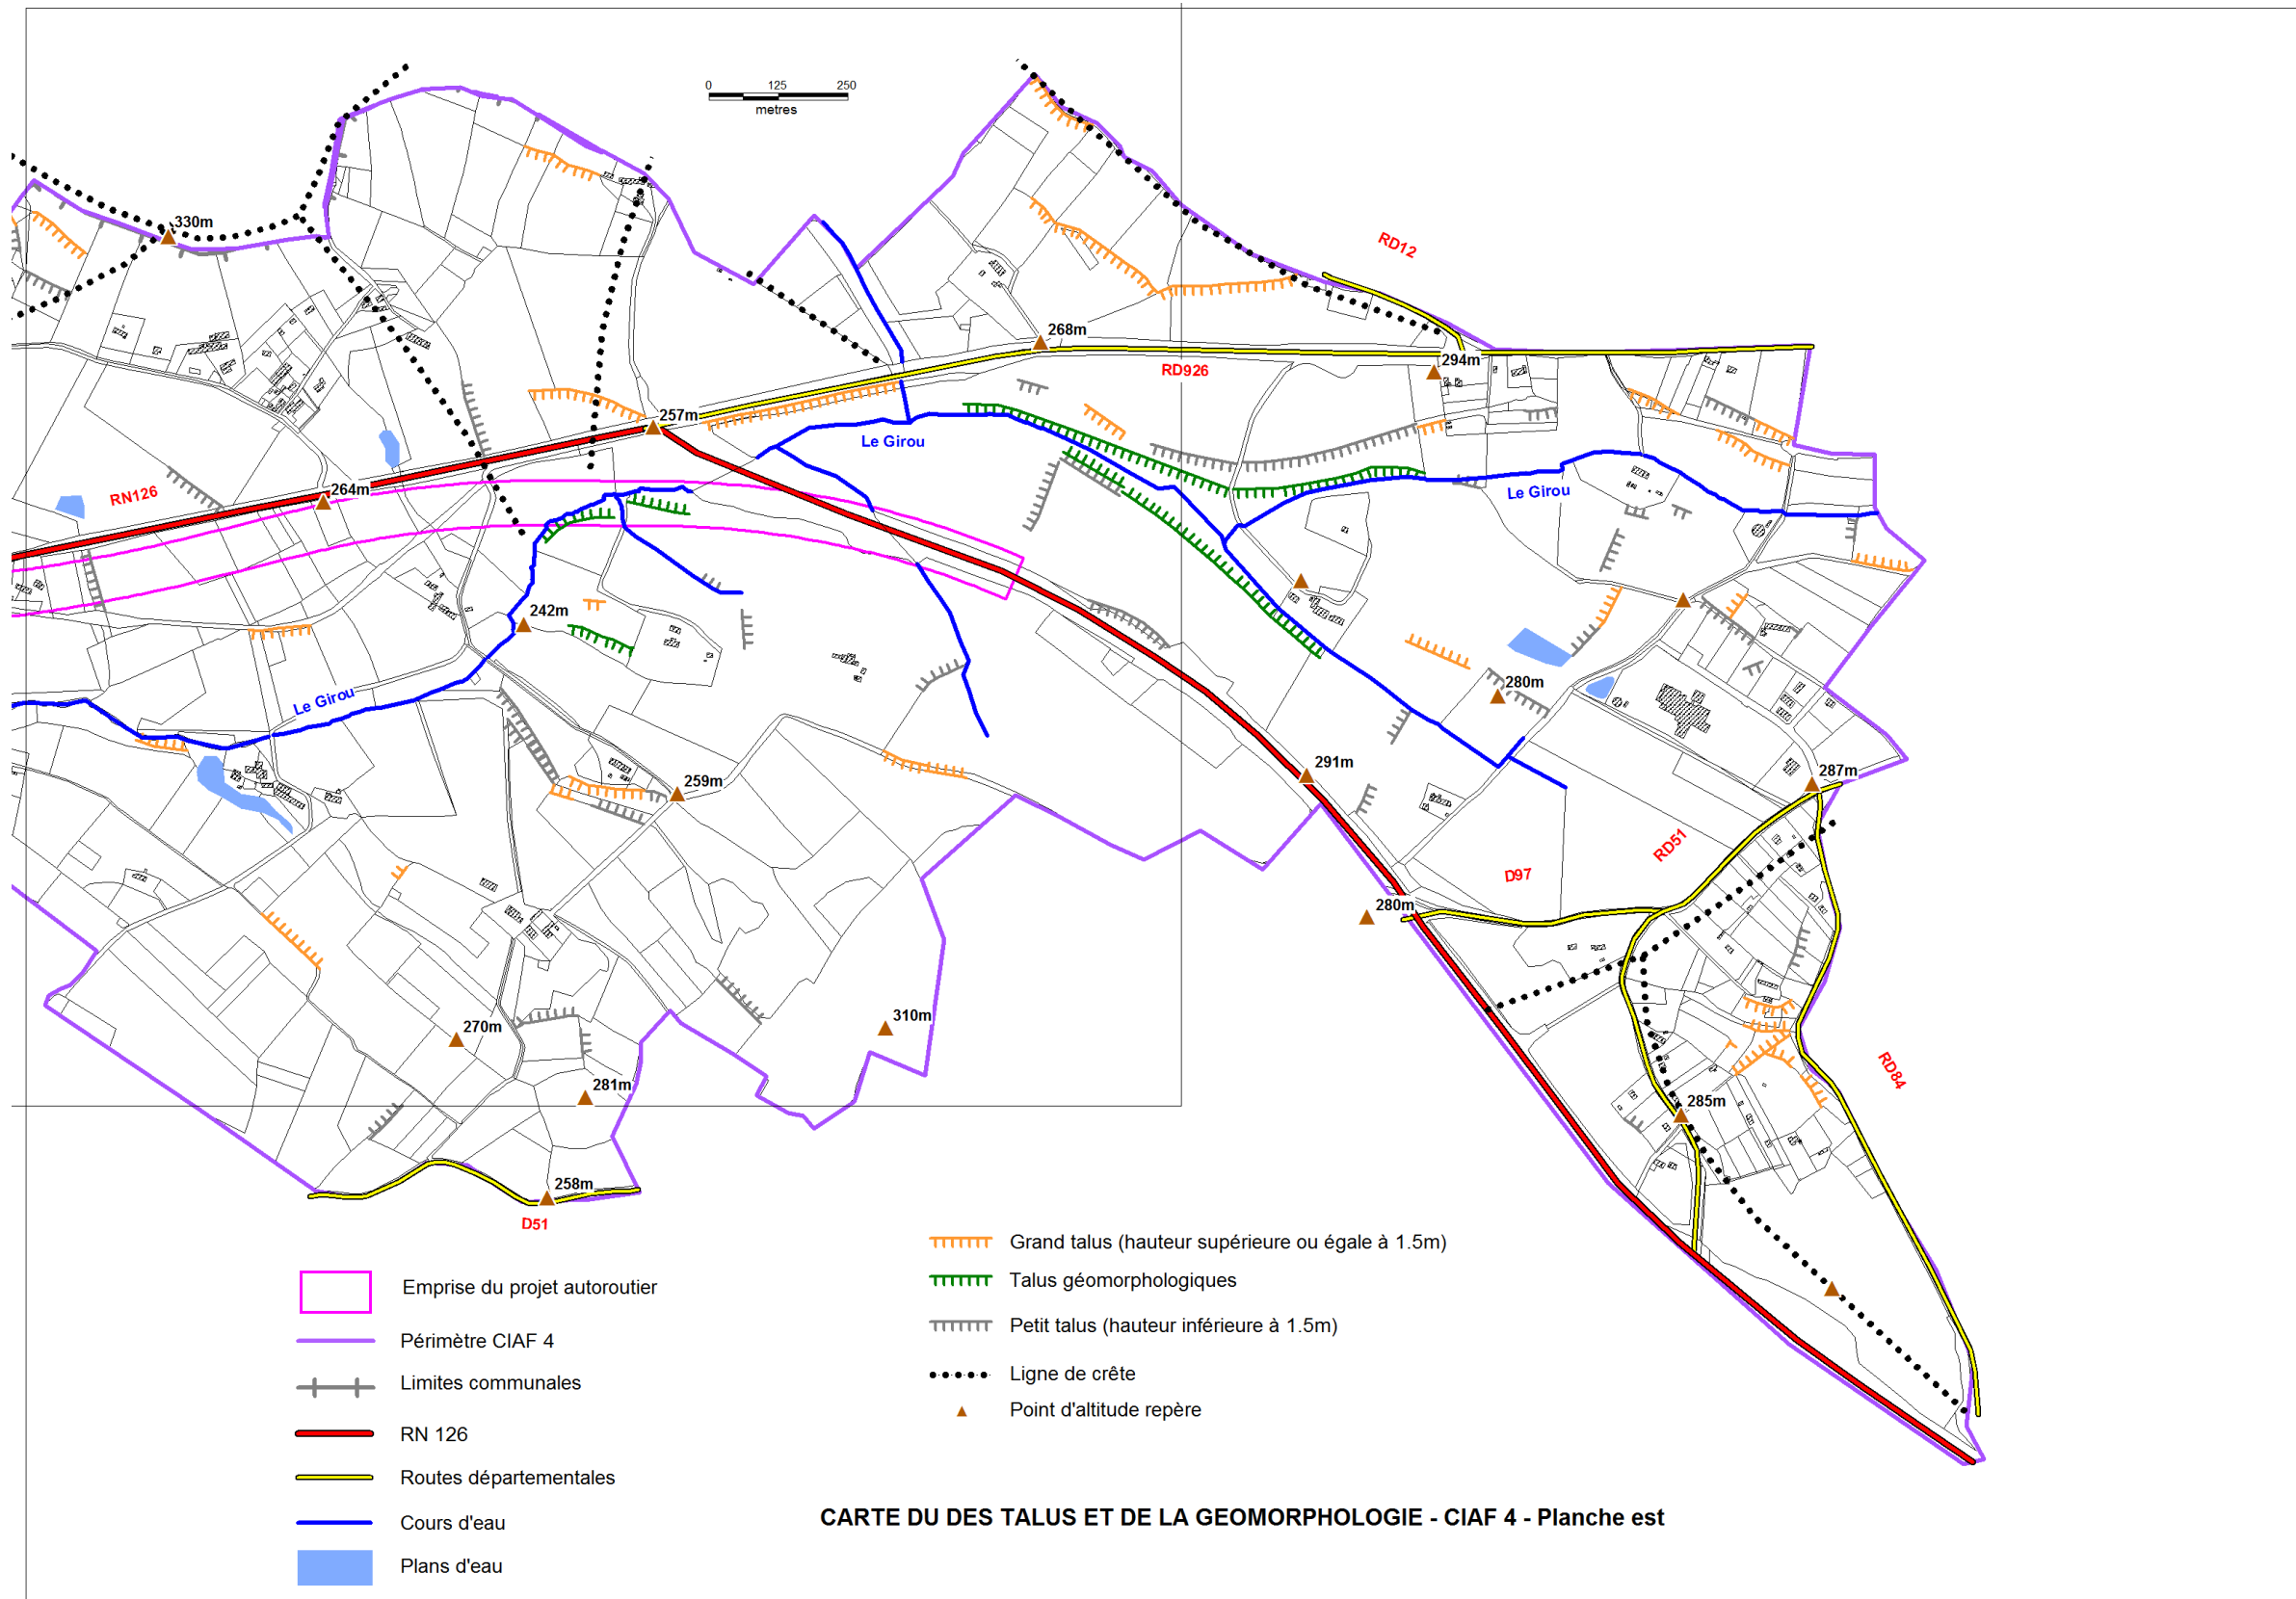 0 125 250
metres
330m
RD12
268m
294m
RD926
257m
Le Girou
264m
RN126
Le Girou
242m
280m
Le Girou
291m
287m
259m
RD51
D97
280m
310m
270m
RD84
281m
285m
258m
D51
Emprise du projet autoroutier
Périmètre CIAF 4
Limites communales
RN 126
Routes départementales
Cours d'eau
Plans d'eau
Grand talus (hauteur supérieure ou égale à 1.5m)
Talus géomorphologiques
Petit talus (hauteur inférieure à 1.5m)
Ligne de crête
Point d'altitude repère
CARTE DU DES TALUS ET DE LA GEOMORPHOLOGIE - CIAF 4 - Planche est